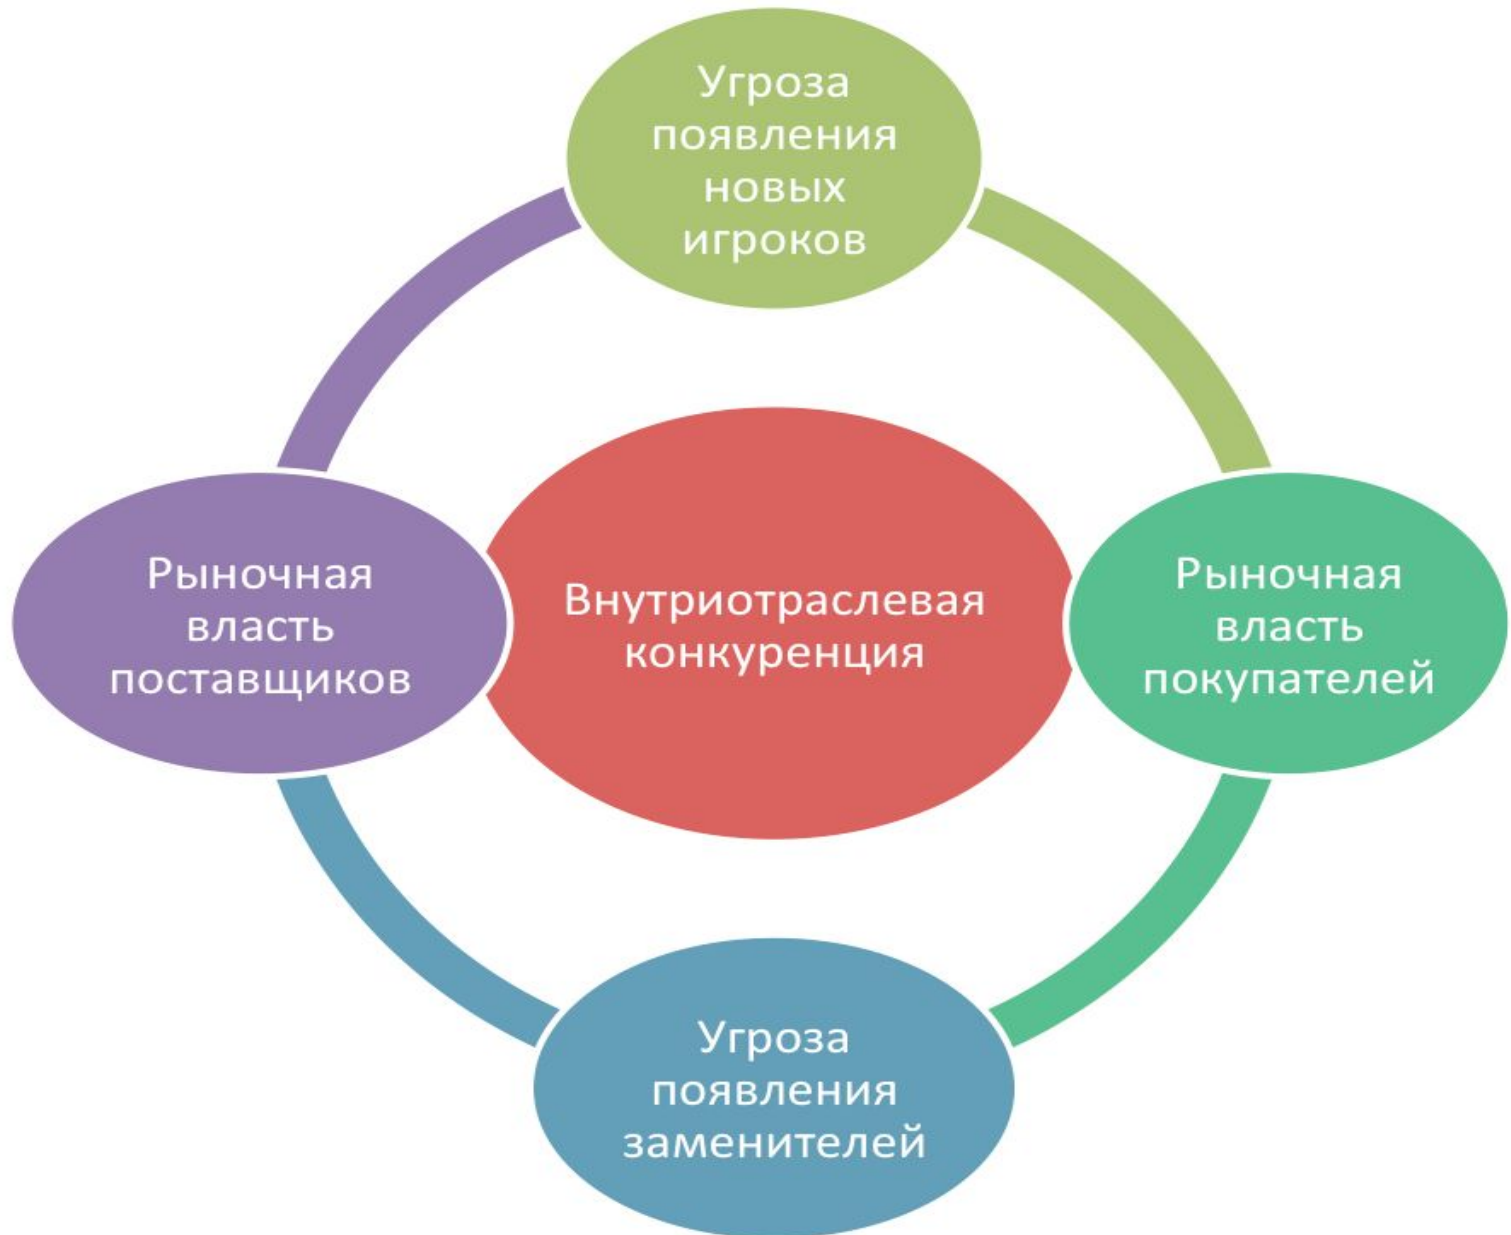 Угроза
появления
новых
игроков
Рыночная
власть
поставщиков
Внутриотраслевая
конкуренция
Рыночная
власть
покупателей
Угроза
появления
заменителей